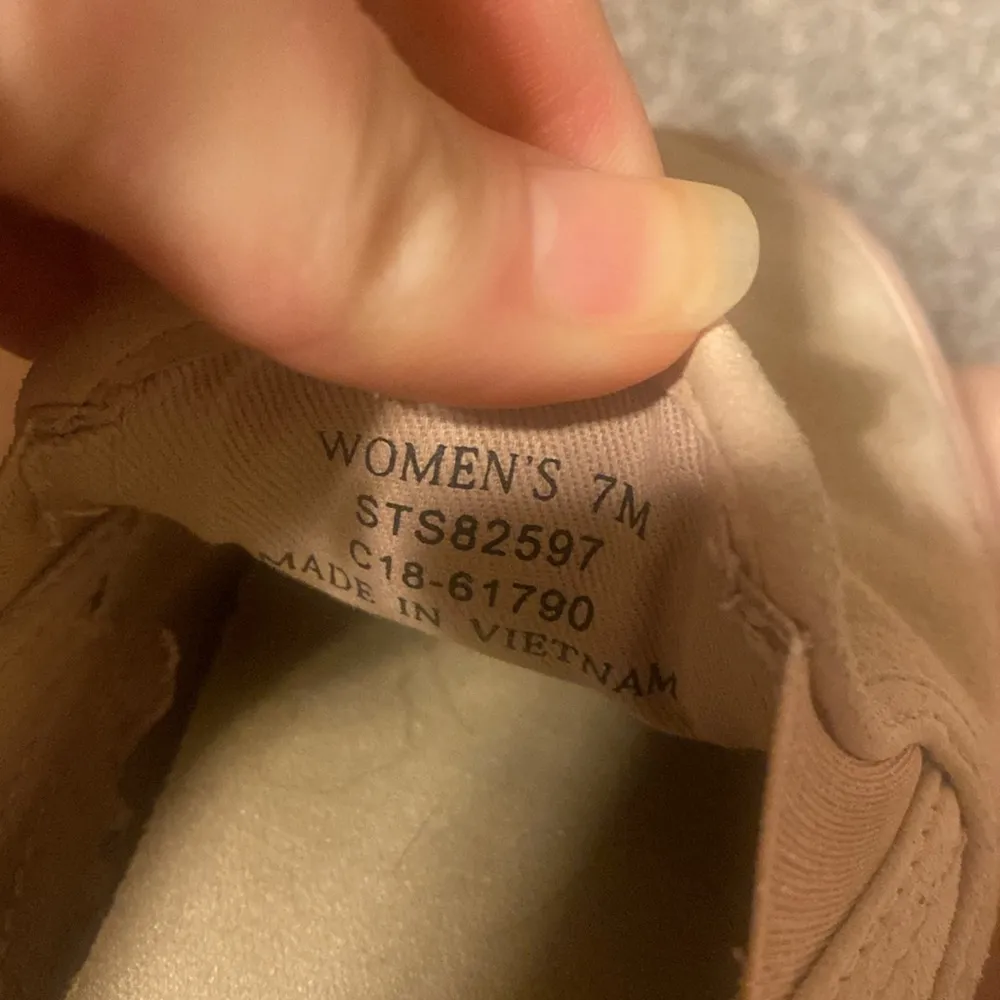 WOMEN'S 7M
STS82597
C18-61790
MADE IN VIETNAM